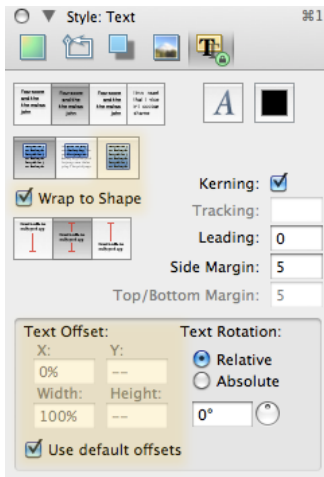 Style: Text
⌘1
T
A
Wrap to Shape
Kerning:
Tracking:
Leading: 0
Side Margin: 5
Top/Bottom Margin: 5
Text Offset:
X: Y:
0% --
Width: Height:
100% --
Use default offsets
Text Rotation:
Relative
Absolute
0°